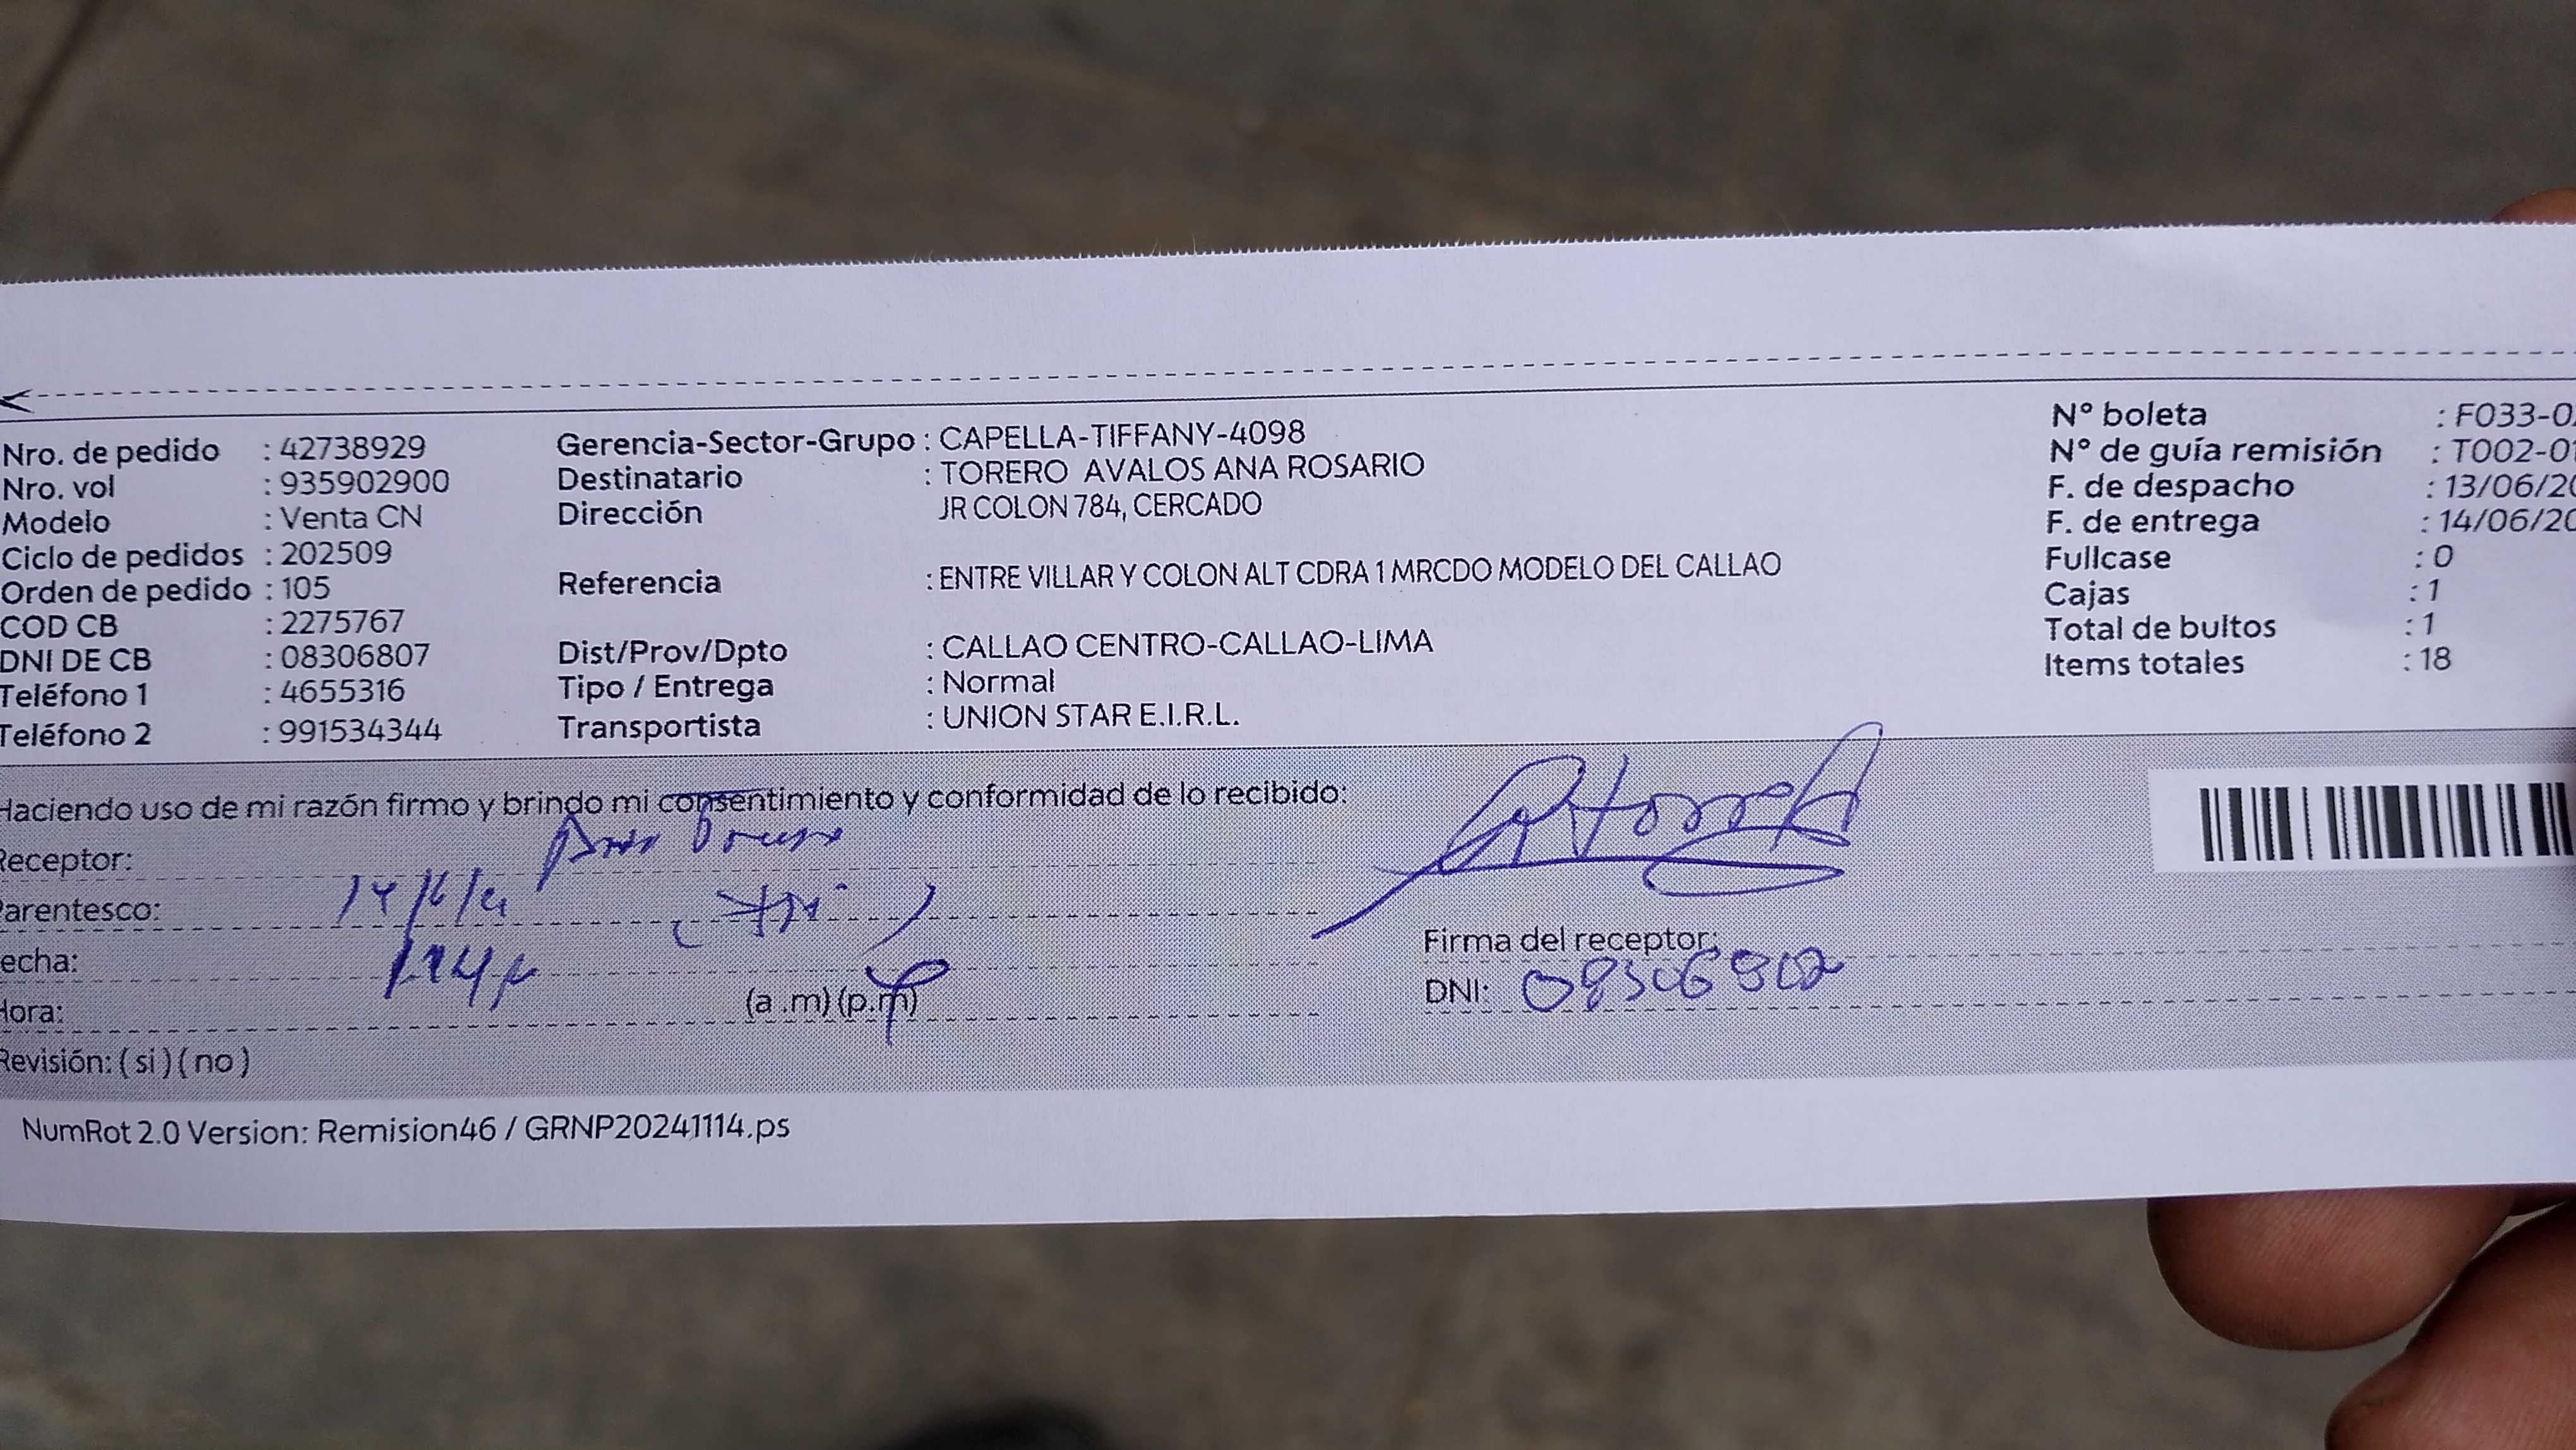 Nro. de pedido : 42738929
Nro. vol : 935902900
Modelo : Venta CN
Ciclo de pedidos : 202509
Orden de pedido : 105
COD CB : 2275767
DNI DE CB : 08306807
Teléfono 1 : 4655316
Teléfono 2 : 991534344
Gerencia-Sector-Grupo : CAPELLA-TIFFANY-4098
Destinatario : TORERO AVALOS ANA ROSARIO
Dirección JR COLON 784, CERCADO
Referencia : ENTRE VILLAR Y COLON ALT CDRA 1 MRCDO MODELO DEL CALLAO
Dist/Prov/Dpto : CALLAO CENTRO-CALLAO-LIMA
Tipo / Entrega : Normal
Transportista : UNION STAR E.I.R.L.
N° boleta : F033-0
N° de guía remisión : T002-0
F. de despacho : 13/06/20
F. de entrega : 14/06/20
Fullcase : 0
Cajas : 1
Total de bultos : 1
Items totales : 18
Haciendo uso de mi razón firmo y brindo mi consentimiento y conformidad de lo recibido:
Receptor:
Parentesco:
echa:
Hora: (a .m) (p.m)
Revisión: ( si ) ( no )
Firma del receptor:
DNI:
NumRot 2.0 Version: Remision46 / GRNP20241114.ps